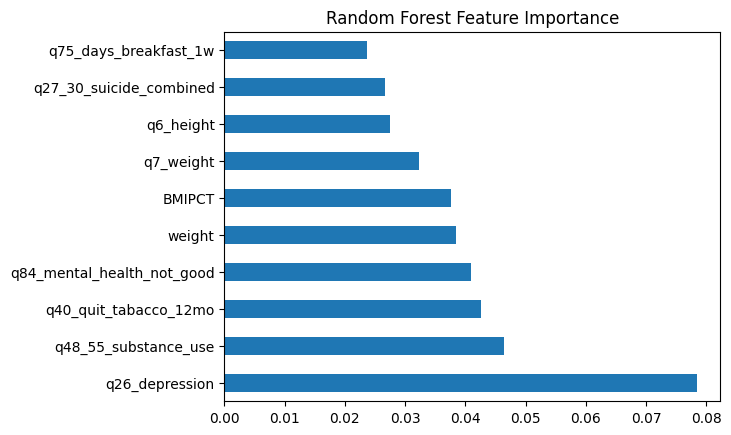 Random Forest Feature Importance
q75_days_breakfast_1w
q27_30_suicide_combined
q6_height
q7_weight
BMIPCT
weight
q84_mental_health_not_good
q40_quit_tabacco_12mo
q48_55_substance_use
q26_depression
0.00 0.01 0.02 0.03 0.04 0.05 0.06 0.07 0.08